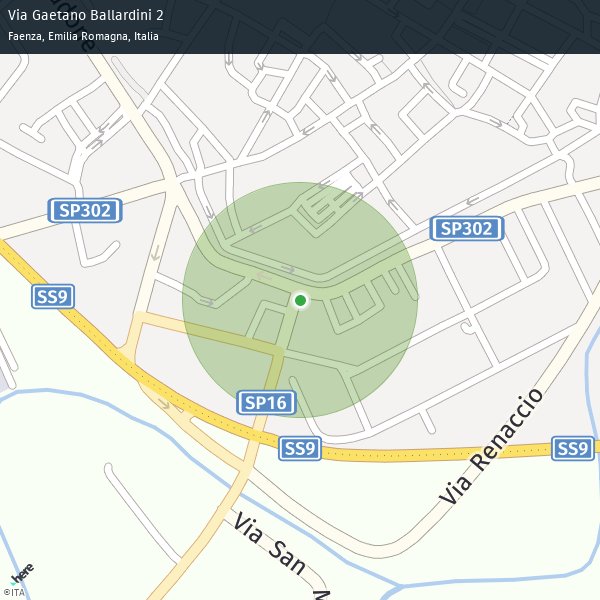 Via Gaetano Ballardini 2
Faenza, Emilia Romagna, Italia
SP302
SP302
SS9
SP16
SS9
SS9
Via Renaccio
Via San
here
©ITA